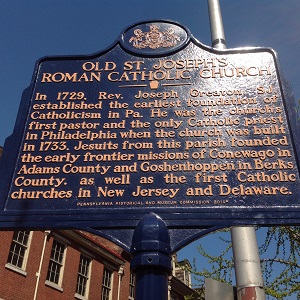 OLD ST. JOSEPH'S
ROMAN CATHOLIC CHURCH
In 1729, Rev. Joseph Greaton, S.J.,
established the earliest foundation of
Catholicism in Pa. He was this church's
first pastor and the only Catholic priest
in Philadelphia when the church was built
in 1733. Jesuits from this parish founded
the early frontier missions of Conewago in
Adams County and Goshenhoppen in Berks
County, as well as the first Catholic
churches in New Jersey and Delaware.
PENNSYLVANIA HISTORICAL AND MUSEUM COMMISSION